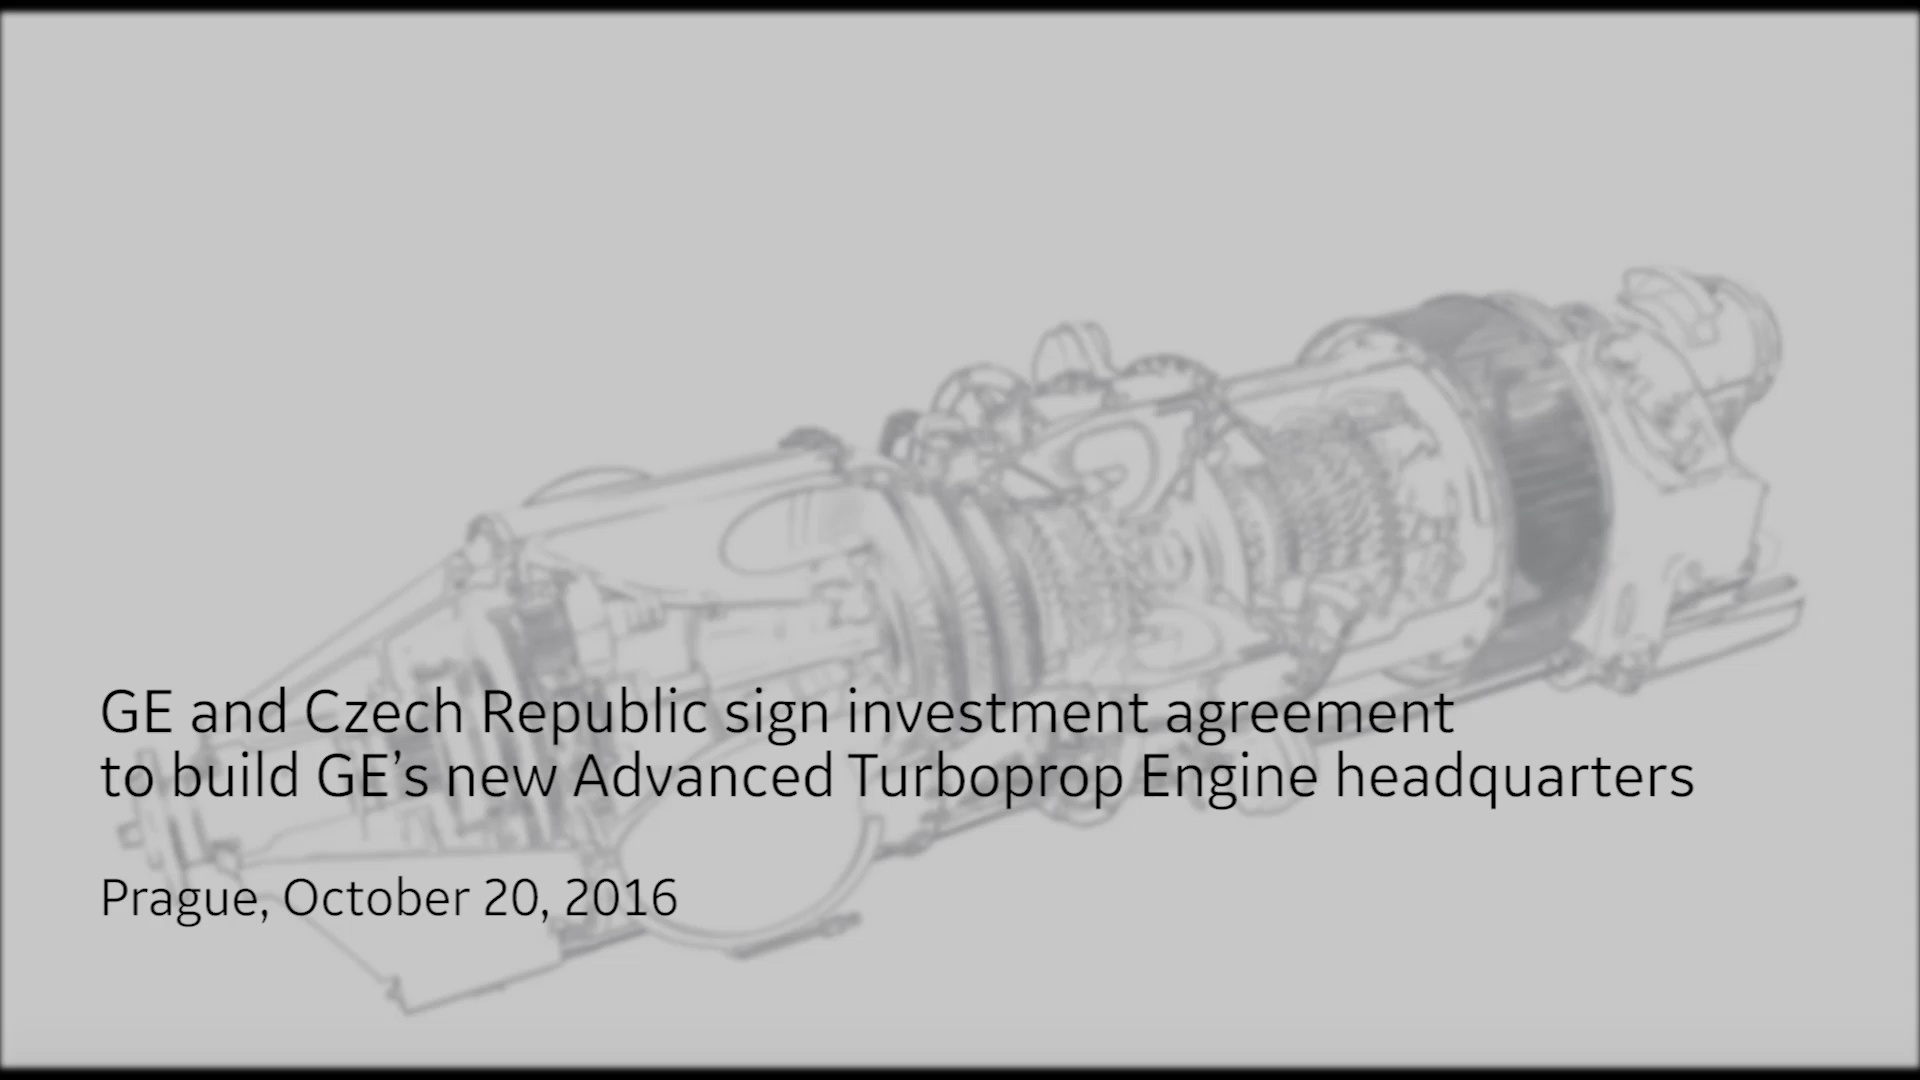 GE and Czech Republic sign investment agreement
to build GE’s new Advanced Turboprop Engine headquarters
Prague, October 20, 2016